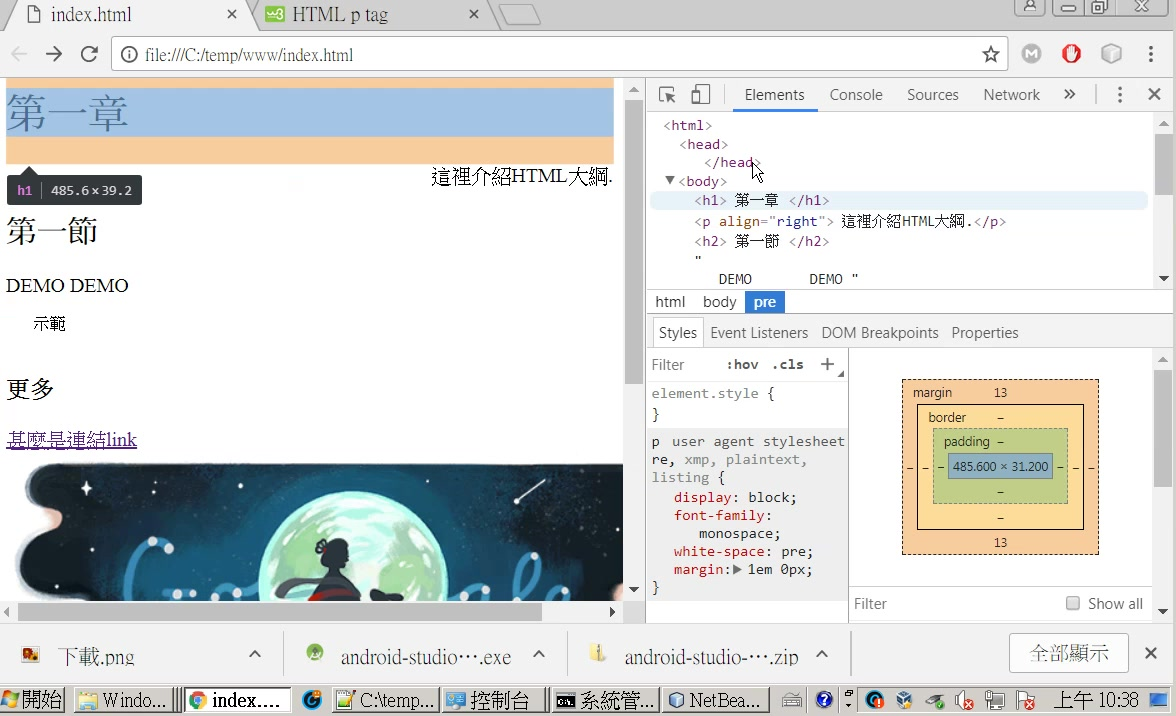 index.html
HTML p tag
file:///C:/temp/www/index.html
第一章
這裡介紹HTML大綱.
h1 485.6×39.2
第一節
DEMO DEMO
示範
更多
甚麼是連結link
Elements Console Sources Network
<html>
<head>
</head>
<body>
<h1> 第一章 </h1>
<p align="right"> 這裡介紹HTML大綱.</p>
<h2> 第一節 </h2>
"
DEMO DEMO "
html body pre
Styles Event Listeners DOM Breakpoints Properties
Filter :hov .cls +
element.style {
}
p user agent stylesheet
re, xmp, plaintext,
listing {
display: block;
font-family:
monospace;
white-space: pre;
margin: 1em 0px;
}
margin 13
border –
padding –
– – – 485.600 × 31.200 – – –
–
–
13
Filter Show all
下載.png
android-studio-….exe
android-studio-….zip
全部顯示
開始
Windo...
index....
C:\temp...
控制台
系統管...
NetBea...
上午 10:38